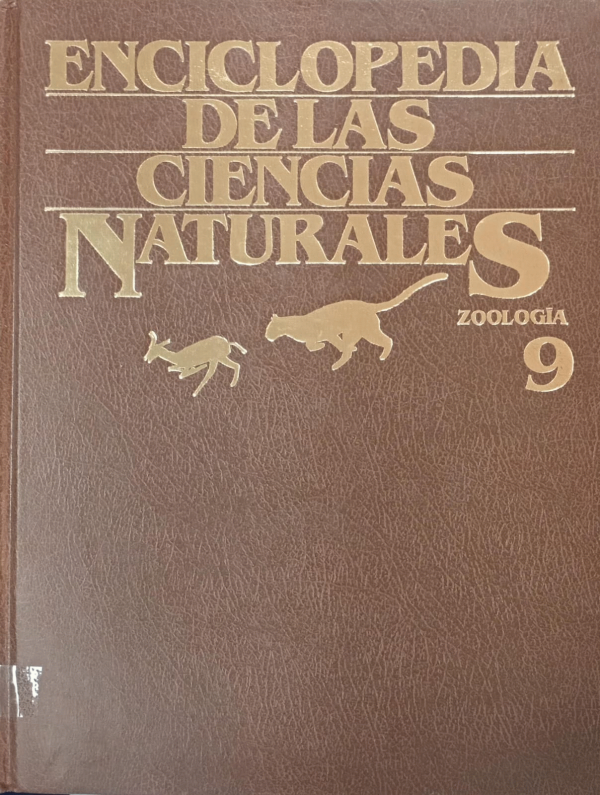 ENCICLOPEDIA
DE LAS
CIENCIAS
NATURALES
ZOOLOGÍA
9